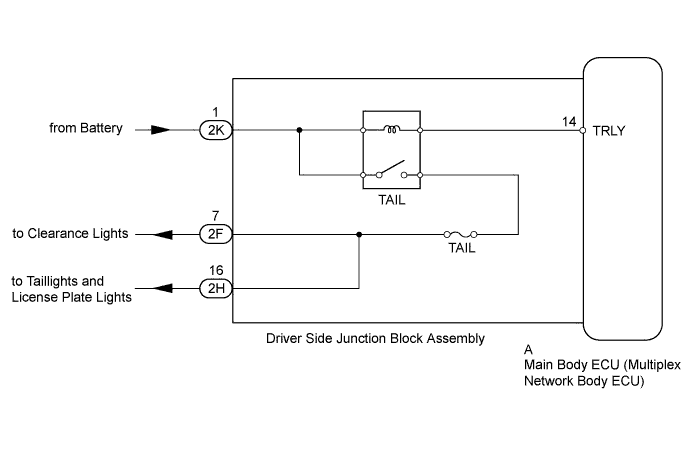 1
from Battery
2K
14
TRLY
TAIL
7
to Clearance Lights
2F
TAIL
16
to Taillights and
License Plate Lights
2H
Driver Side Junction Block Assembly
A
Main Body ECU (Multiplex
Network Body ECU)